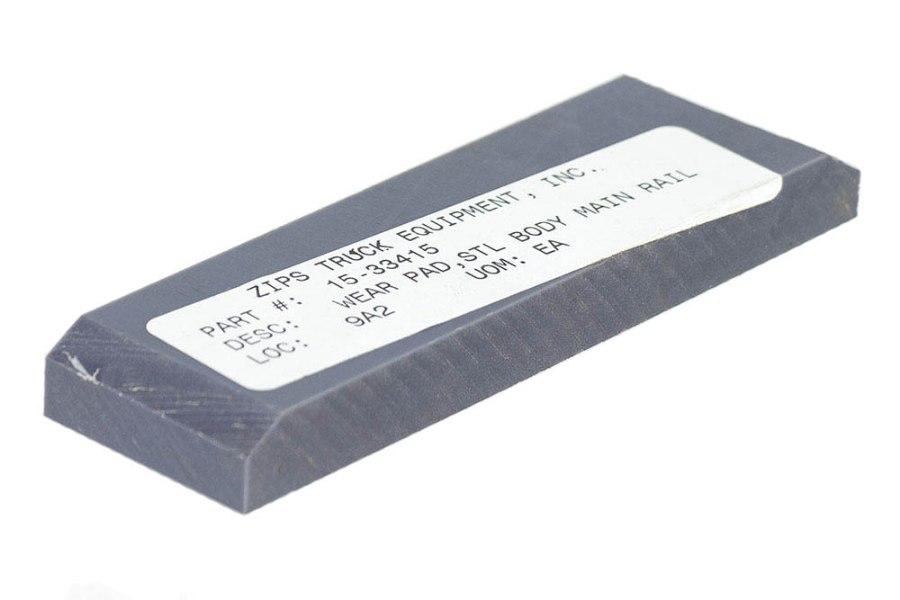 ZIPS TRUCK EQUIPMENT, INC.
PART #: 15-33415
DESC: WEAR PAD,STL BODY MAIN RAIL
LOC: 9A2 UOM: EA